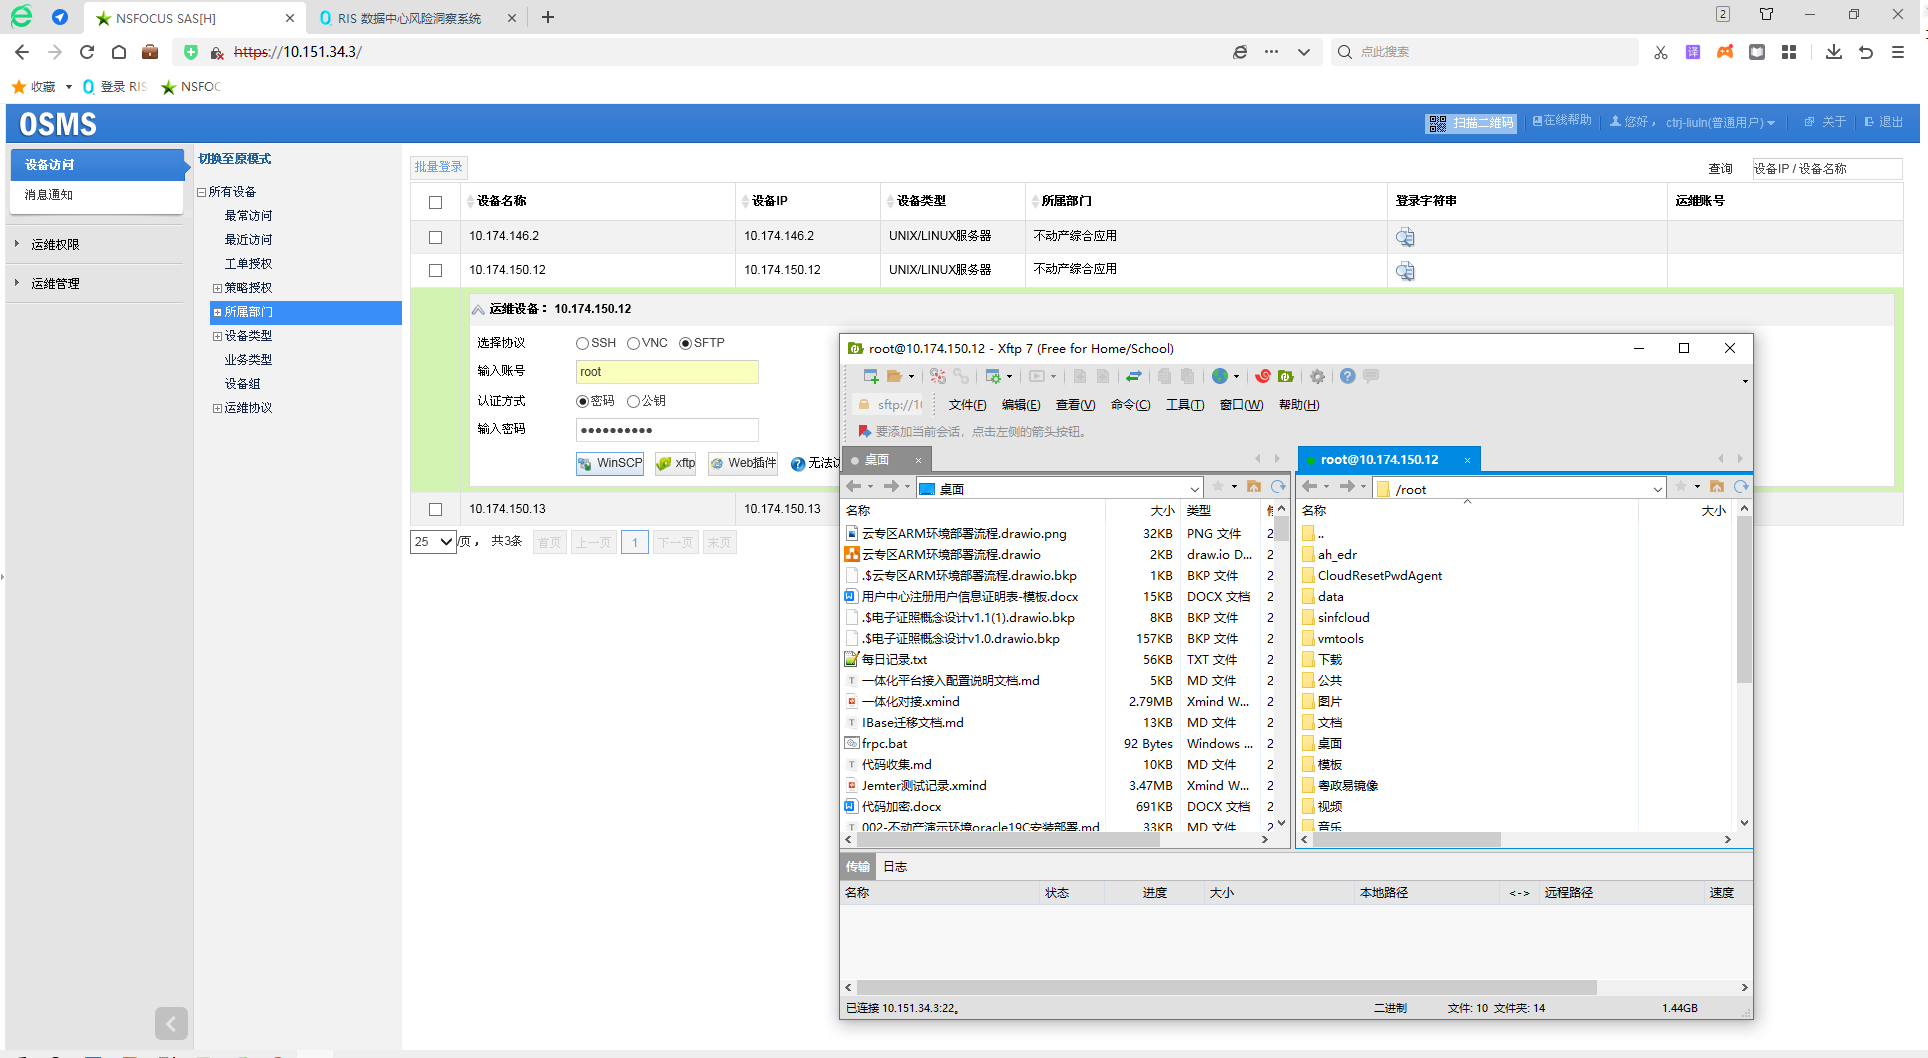 NSFOCUS SAS[H]
RIS 数据中心风险洞察系统
2
https://10.151.34.3/
点此搜索
译
收藏
登录 RIS
NSFOC
OSMS
扫描二维码
在线帮助
您好， ctrj-liuln(普通用户)
关于
退出
设备访问
消息通知
运维权限
运维管理
切换至原模式
所有设备
最常访问
最近访问
工单授权
策略授权
所属部门
设备类型
业务类型
设备组
运维协议
批量登录
查询 设备IP / 设备名称
设备名称 设备IP 设备类型 所属部门 登录字符串 运维账号
10.174.146.2 10.174.146.2 UNIX/LINUX服务器 不动产综合应用
10.174.150.12 10.174.150.12 UNIX/LINUX服务器 不动产综合应用
运维设备： 10.174.150.12
选择协议 SSH VNC SFTP
输入账号 root
认证方式 密码 公钥
输入密码 ●●●●●●●●●●
WinSCP xftp Web插件 无法访
10.174.150.13 10.174.150.13
25 /页， 共3条 首页 上一页 1 下一页 末页
root@10.174.150.12 - Xftp 7 (Free for Home/School)
sftp://1
文件(F) 编辑(E) 查看(V) 命令(C) 工具(T) 窗口(W) 帮助(H)
要添加当前会话，点击左侧的箭头按钮。
桌面
桌面
名称 大小 类型
云专区ARM环境部署流程.drawio.png 32KB PNG 文件 2
云专区ARM环境部署流程.drawio 2KB draw.io D... 2
.$云专区ARM环境部署流程.drawio.bkp 1KB BKP 文件 2
用户中心注册用户信息证明表-模板.docx 15KB DOCX 文档 2
.$电子证照概念设计v1.1(1).drawio.bkp 8KB BKP 文件 2
.$电子证照概念设计v1.0.drawio.bkp 157KB BKP 文件 2
每日记录.txt 56KB TXT 文件 2
一体化平台接入配置说明文档.md 5KB MD 文件 2
一体化对接.xmind 2.79MB Xmind W... 2
IBase迁移文档.md 13KB MD 文件 2
frpc.bat 92 Bytes Windows ... 2
代码收集.md 10KB MD 文件 2
Jemter测试记录.xmind 3.47MB Xmind W... 2
代码加密.docx 691KB DOCX 文档 2
002-不动产演示环境oracle19C安装部署.md 33KB MD 文件 2
root@10.174.150.12
/root
名称 大小
..
ah_edr
CloudResetPwdAgent
data
sinfcloud
vmtools
下载
公共
图片
文档
桌面
模板
粤政易镜像
视频
音乐
传输 日志
名称 状态 进度 大小 本地路径 <-> 远程路径 速度
已连接 10.151.34.3:22。 二进制 文件: 10 文件夹: 14 1.44GB